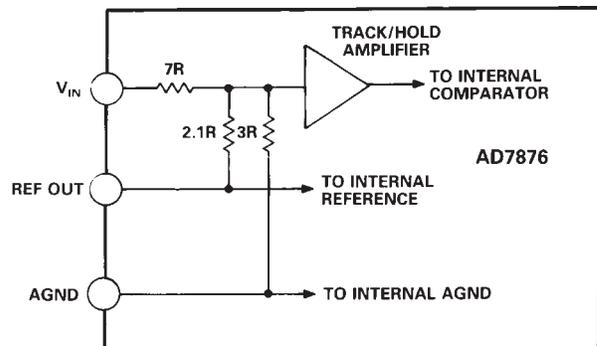 TRACK/HOLD
AMPLIFIER
7R
V_IN
TO INTERNAL
COMPARATOR
2.1R
3R
AD7876
REF OUT
TO INTERNAL
REFERENCE
AGND
TO INTERNAL AGND